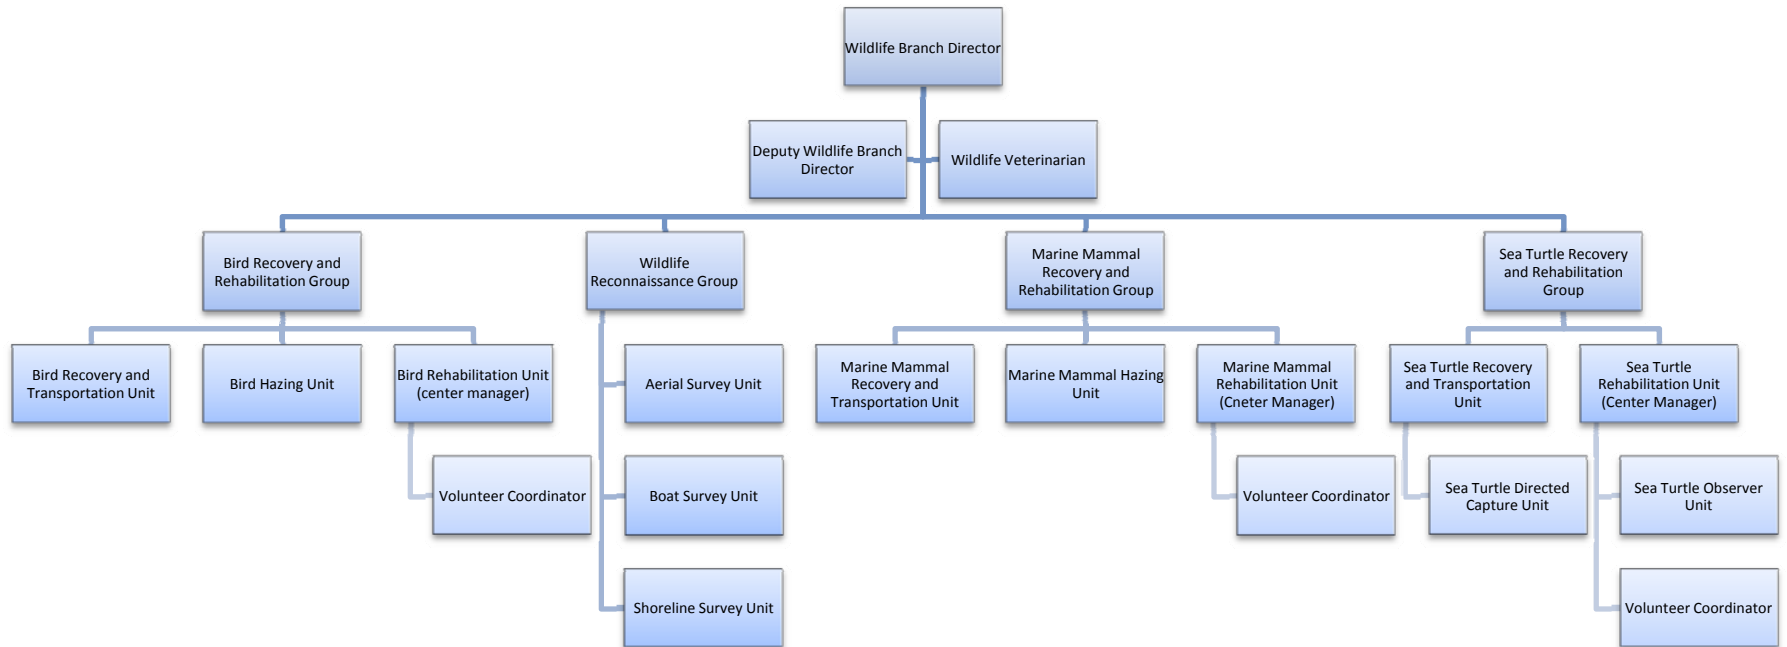 Wildlife Branch Director
Deputy Wildlife Branch
Director
Wildlife Veterinarian
Bird Recovery and
Rehabilitation Group
Wildlife
Reconnaissance Group
Marine Mammal
Recovery and
Rehabilitation Group
Sea Turtle Recovery
and Rehabilitation
Group
Bird Recovery and
Transportation Unit
Bird Hazing Unit
Bird Rehabilitation Unit
(center manager)
Aerial Survey Unit
Marine Mammal
Recovery and
Transportation Unit
Marine Mammal Hazing
Unit
Marine Mammal
Rehabilitation Unit
(Cneter Manager)
Sea Turtle Recovery
and Transportation
Unit
Sea Turtle
Rehabilitation Unit
(Center Manager)
Volunteer Coordinator
Boat Survey Unit
Volunteer Coordinator
Sea Turtle Directed
Capture Unit
Sea Turtle Observer
Unit
Shoreline Survey Unit
Volunteer Coordinator